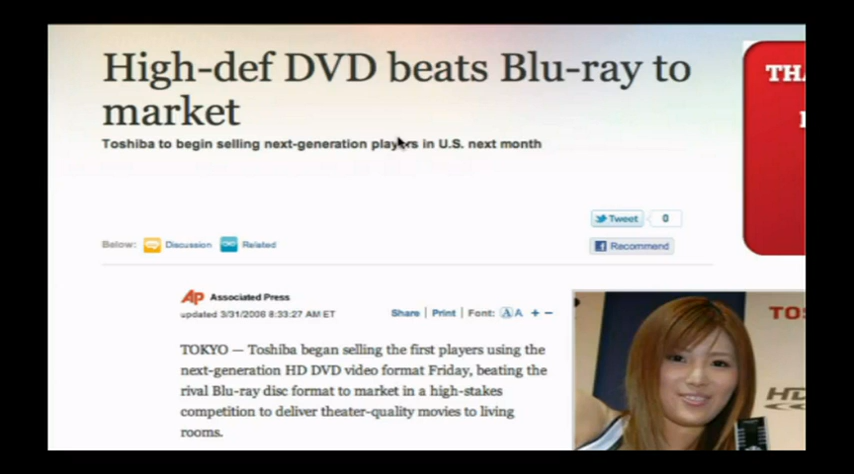 High-def DVD beats Blu-ray to
market
Toshiba to begin selling next-generation players in U.S. next month
Tweet 0
Below: Discussion Related
Recommend
AP Associated Press
updated 3/31/2006 8:33:27 AM ET
Share | Print | Font: A A + −
TOKYO — Toshiba began selling the first players using the
next-generation HD DVD video format Friday, beating the
rival Blu-ray disc format to market in a high-stakes
competition to deliver theater-quality movies to living
rooms.
TOS
HD